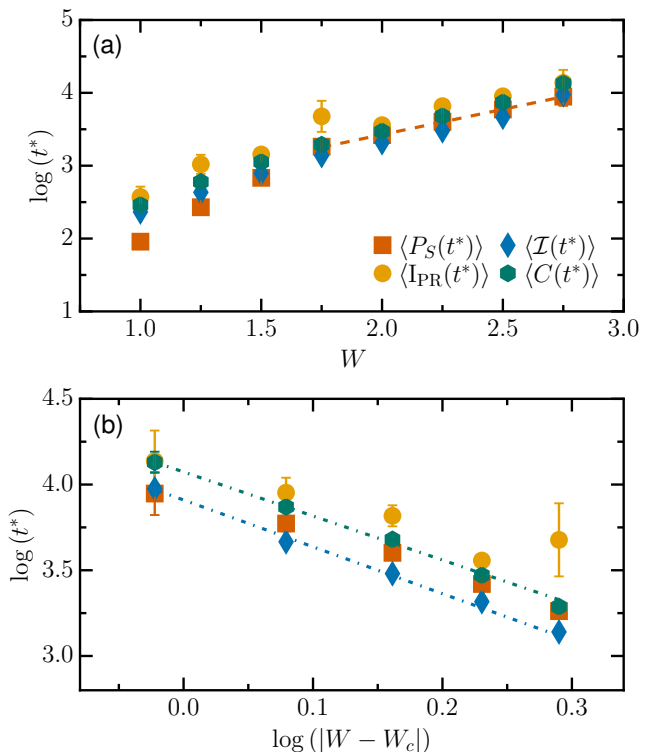 (a)
5
4
3
2
1
log (t*)
⟨P_S(t*)⟩ ⟨ℐ(t*)⟩
⟨I_PR(t*)⟩ ⟨C(t*)⟩
1.0 1.5 2.0 2.5 3.0
W
(b)
4.5
4.0
3.5
3.0
log (t*)
0.0 0.1 0.2 0.3
log (|W − W_c|)